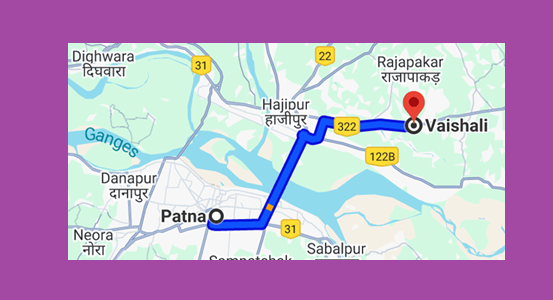 Dighwara
दिघवारा
31
22
Rajapakar
राजापाकड़
Hajipur
हाजीपुर
322
Vaishali
122B
Ganges
Danapur
दानापुर
Patna
31
Neora
नोरा
Sabalpur